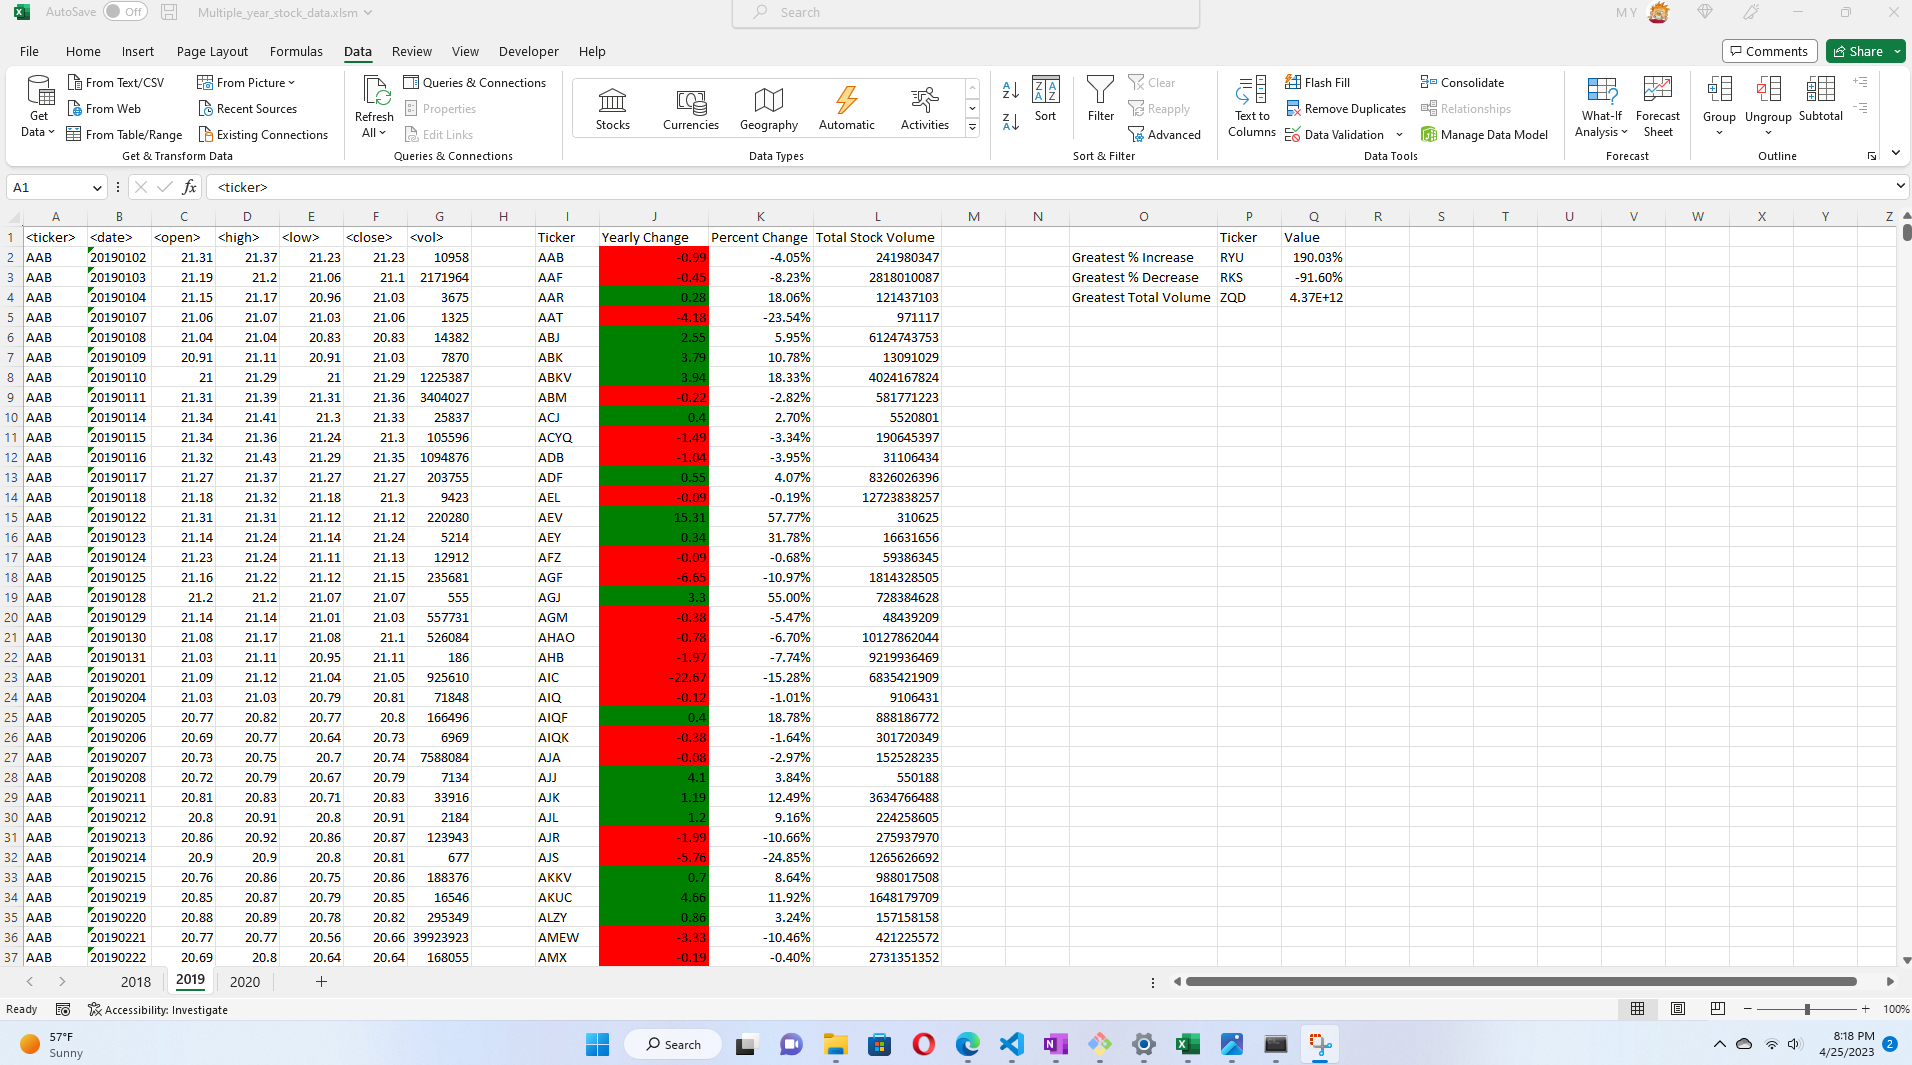 AutoSave Off Multiple_year_stock_data.xlsm Search M Y
File Home Insert Page Layout Formulas Data Review View Developer Help Comments Share
Get Data From Text/CSV From Web From Table/Range From Picture Recent Sources Existing Connections
Get & Transform Data
Refresh All Queries & Connections Properties Edit Links
Queries & Connections
Stocks Currencies Geography Automatic Activities
Data Types
Sort Filter Clear Reapply Advanced
Sort & Filter
Text to Columns Flash Fill Remove Duplicates Data Validation Consolidate Relationships Manage Data Model
Data Tools
What-If Analysis Forecast Sheet
Forecast
Group Ungroup Subtotal
Outline
A1 fx <ticker>
A B C D E F G H I J K L M N O P Q R S T U V W X Y Z
1 <ticker> <date> <open> <high> <low> <close> <vol> Ticker Yearly Change Percent Change Total Stock Volume Ticker Value
2 AAB 20190102 21.31 21.37 21.23 21.23 10958 AAB -0.99 -4.05% 241980347 Greatest % Increase RYU 190.03%
3 AAB 20190103 21.19 21.2 21.06 21.1 2171964 AAF -0.45 -8.23% 2818010087 Greatest % Decrease RKS -91.60%
4 AAB 20190104 21.15 21.17 20.96 21.03 3675 AAR 0.28 18.06% 121437103 Greatest Total Volume ZQD 4.37E+12
5 AAB 20190107 21.06 21.07 21.03 21.06 1325 AAT -4.18 -23.54% 971117
6 AAB 20190108 21.04 21.04 20.83 20.83 14382 ABJ 2.55 5.95% 6124743753
7 AAB 20190109 20.91 21.11 20.91 21.03 7870 ABK 3.79 10.78% 13091029
8 AAB 20190110 21 21.29 21 21.29 1225387 ABKV 3.94 18.33% 4024167824
9 AAB 20190111 21.31 21.39 21.31 21.36 3404027 ABM -0.22 -2.82% 581771223
10 AAB 20190114 21.34 21.41 21.3 21.33 25837 ACJ 0.4 2.70% 5520801
11 AAB 20190115 21.34 21.36 21.24 21.3 105596 ACYQ -1.49 -3.34% 190645397
12 AAB 20190116 21.32 21.43 21.29 21.35 1094876 ADB -1.04 -3.95% 31106434
13 AAB 20190117 21.27 21.37 21.27 21.27 203755 ADF 0.55 4.07% 8326026396
14 AAB 20190118 21.18 21.32 21.18 21.3 9423 AEL -0.09 -0.19% 12723838257
15 AAB 20190122 21.31 21.31 21.12 21.12 220280 AEV 15.31 57.77% 310625
16 AAB 20190123 21.14 21.24 21.14 21.24 5214 AEY 0.34 31.78% 16631656
17 AAB 20190124 21.23 21.24 21.11 21.13 12912 AFZ -0.09 -0.68% 59386345
18 AAB 20190125 21.16 21.22 21.12 21.15 235681 AGF -6.65 -10.97% 1814328505
19 AAB 20190128 21.2 21.2 21.07 21.07 555 AGJ 3.3 55.00% 728384628
20 AAB 20190129 21.14 21.14 21.01 21.03 557731 AGM -0.38 -5.47% 48439209
21 AAB 20190130 21.08 21.17 21.08 21.1 526084 AHAO -0.78 -6.70% 10127862044
22 AAB 20190131 21.03 21.11 20.95 21.11 186 AHB -1.97 -7.74% 9219936469
23 AAB 20190201 21.09 21.12 21.04 21.05 925610 AIC -22.67 -15.28% 6835421909
24 AAB 20190204 21.03 21.03 20.79 20.81 71848 AIQ -0.12 -1.01% 9106431
25 AAB 20190205 20.77 20.82 20.77 20.8 166496 AIQF 0.4 18.78% 888186772
26 AAB 20190206 20.69 20.77 20.64 20.73 6969 AIQK -0.38 -1.64% 301720349
27 AAB 20190207 20.73 20.75 20.7 20.74 7588084 AJA -0.08 -2.97% 152528235
28 AAB 20190208 20.72 20.79 20.67 20.79 7134 AJJ 4.1 3.84% 550188
29 AAB 20190211 20.81 20.83 20.71 20.83 33916 AJK 1.19 12.49% 3634766488
30 AAB 20190212 20.8 20.91 20.8 20.91 2184 AJL 1.2 9.16% 224258605
31 AAB 20190213 20.86 20.92 20.86 20.87 123943 AJR -1.99 -10.66% 275937970
32 AAB 20190214 20.9 20.9 20.8 20.81 677 AJS -5.76 -24.85% 1265626692
33 AAB 20190215 20.76 20.86 20.75 20.86 188376 AKKV 0.7 8.64% 988017508
34 AAB 20190219 20.85 20.87 20.79 20.85 16546 AKUC 4.66 11.92% 1648179709
35 AAB 20190220 20.88 20.89 20.78 20.82 295349 ALZY 0.86 3.24% 157158158
36 AAB 20190221 20.77 20.77 20.56 20.66 39923923 AMEW -3.33 -10.46% 421225572
37 AAB 20190222 20.69 20.8 20.64 20.64 168055 AMX -0.19 -0.40% 2731351352
2018 2019 2020
Ready Accessibility: Investigate 100%
57°F Sunny Search 8:18 PM 4/25/2023 2